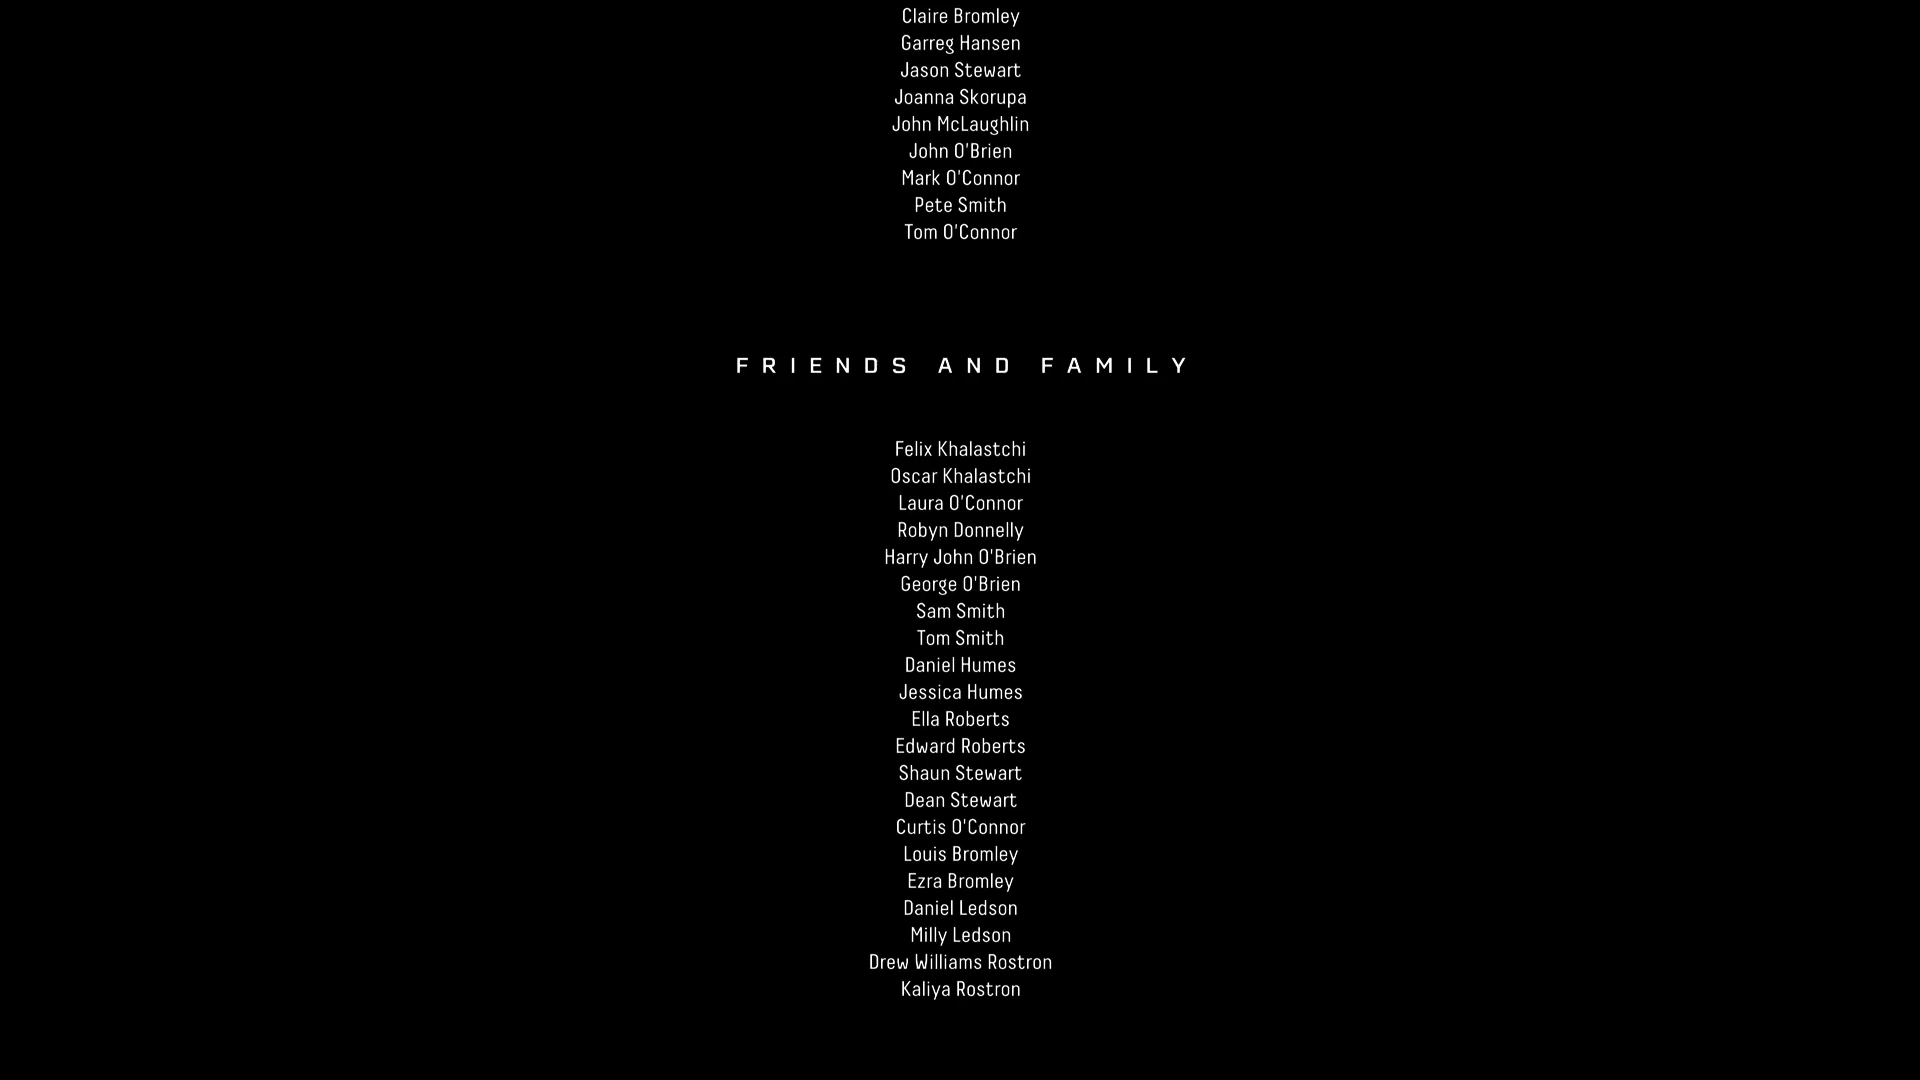 Claire Bromley
Garreg Hansen
Jason Stewart
Joanna Skorupa
John McLaughlin
John O'Brien
Mark O'Connor
Pete Smith
Tom O'Connor
FRIENDS AND FAMILY
Felix Khalastchi
Oscar Khalastchi
Laura O'Connor
Robyn Donnelly
Harry John O'Brien
George O'Brien
Sam Smith
Tom Smith
Daniel Humes
Jessica Humes
Ella Roberts
Edward Roberts
Shaun Stewart
Dean Stewart
Curtis O'Connor
Louis Bromley
Ezra Bromley
Daniel Ledson
Milly Ledson
Drew Williams Rostron
Kaliya Rostron